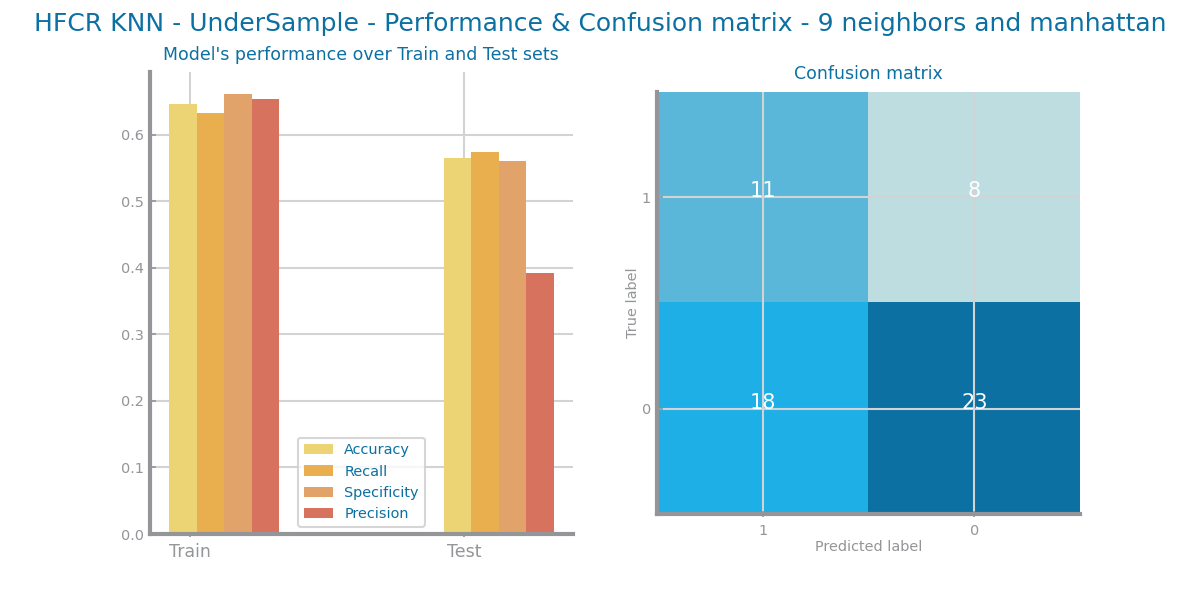 HFCR KNN - UnderSample - Performance & Confusion matrix - 9 neighbors and manhattan
Model's performance over Train and Test sets
0.6
0.5
0.4
0.3
0.2
0.1
0.0
Train
Test
Accuracy
Recall
Specificity
Precision
Confusion matrix
True label
1
0
11
8
18
23
1
0
Predicted label